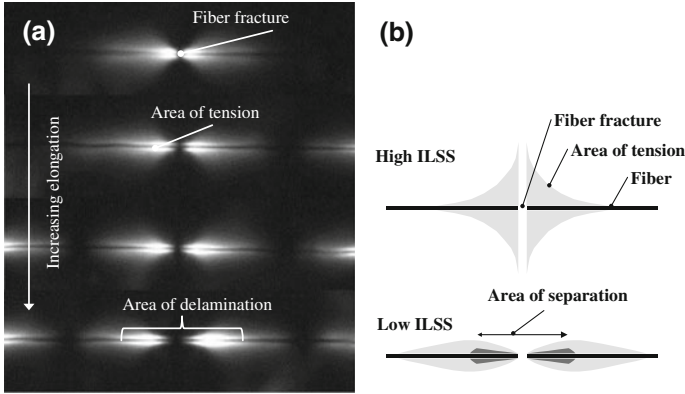 (a)
Fiber fracture
Area of tension
Increasing elongation
Area of delamination
(b)
Fiber fracture
High ILSS
Area of tension
Fiber
Area of separation
Low ILSS